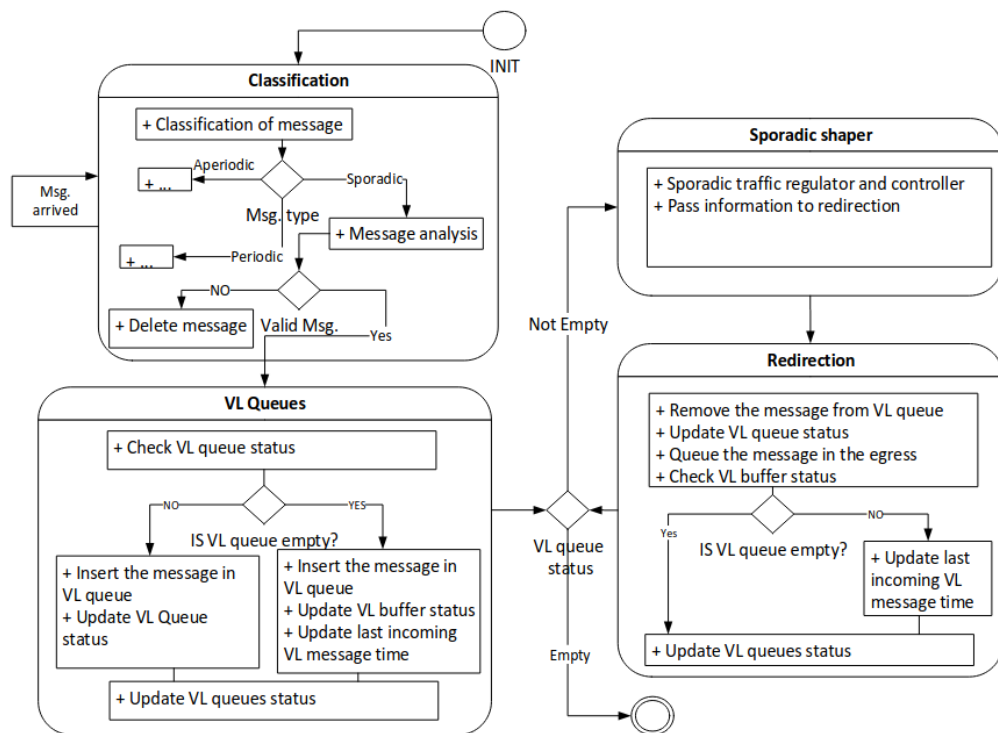 INIT
Classification
+ Classification of message
Aperiodic
+ ...
Sporadic
Msg.
arrived
Msg. type
+ Message analysis
+ ...
Periodic
NO
+ Delete message
Valid Msg.
Yes
VL Queues
+ Check VL queue status
NO
YES
IS VL queue empty?
+ Insert the message in
VL queue
+ Update VL Queue
status
+ Insert the message in
VL queue
+ Update VL buffer status
+ Update last incoming
VL message time
+ Update VL queues status
Not Empty
VL queue
status
Empty
Sporadic shaper
+ Sporadic traffic regulator and controller
+ Pass information to redirection
Redirection
+ Remove the message from VL queue
+ Update VL queue status
+ Queue the message in the egress
+ Check VL buffer status
Yes
NO
IS VL queue empty?
+ Update last
incoming VL
message time
+ Update VL queues status